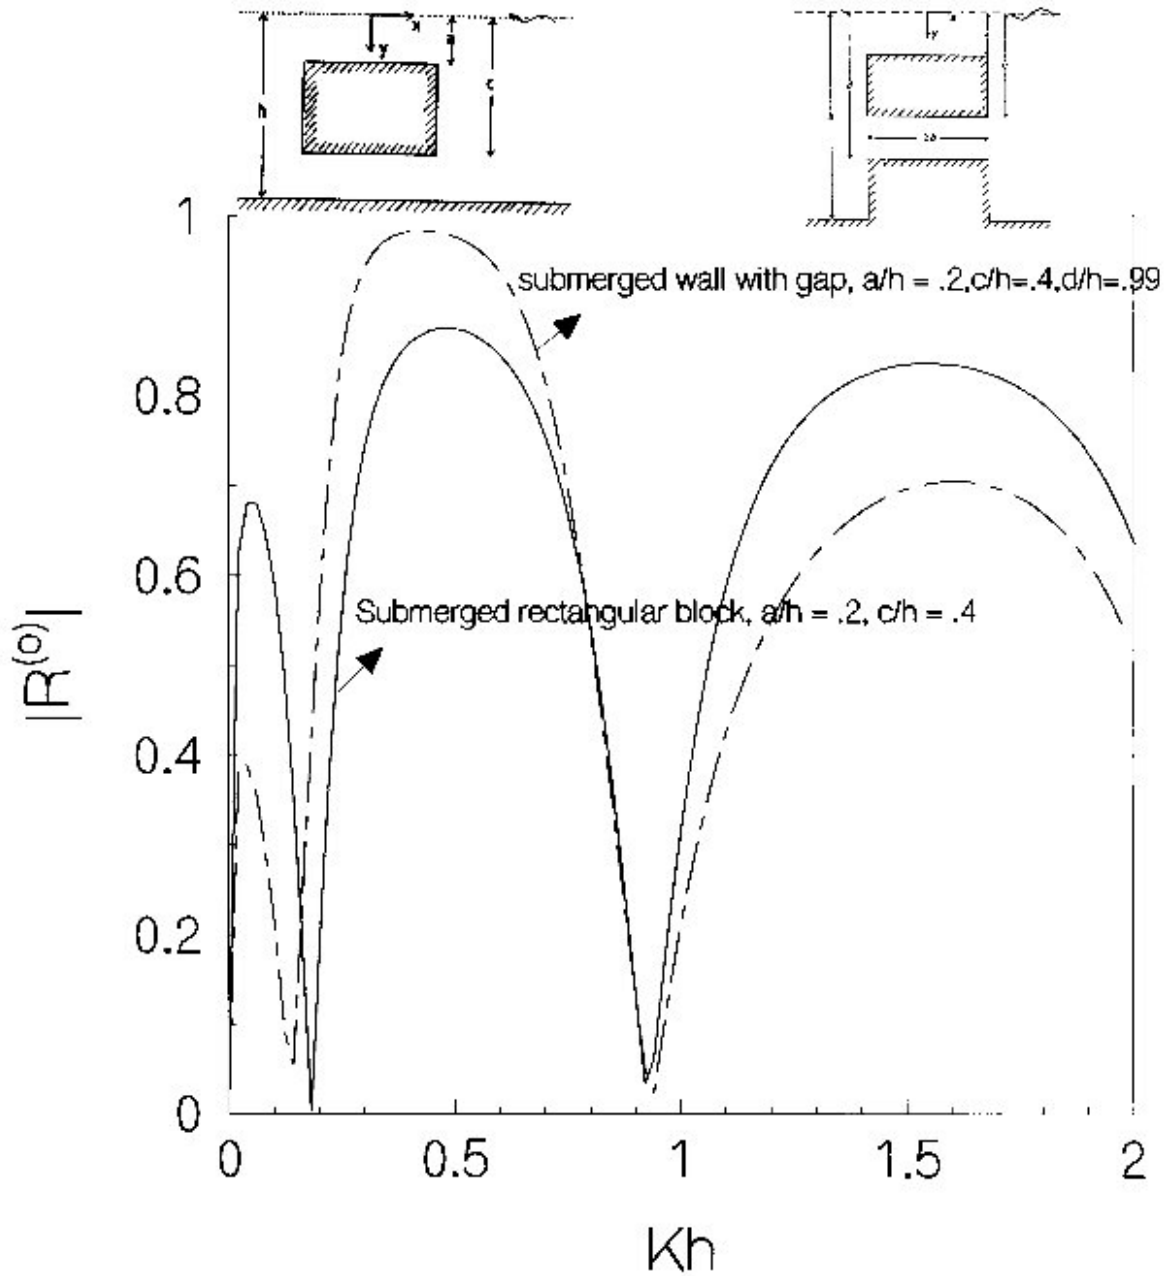 x
y
a
c
h
x
y
d
2b
1
submerged wall with gap, a/h = .2,c/h=.4,d/h=.99
0.8
0.6
Submerged rectangular block, a/h = .2, c/h = .4
|R^(o)|
0.4
0.2
0
0 0.5 1 1.5 2
Kh